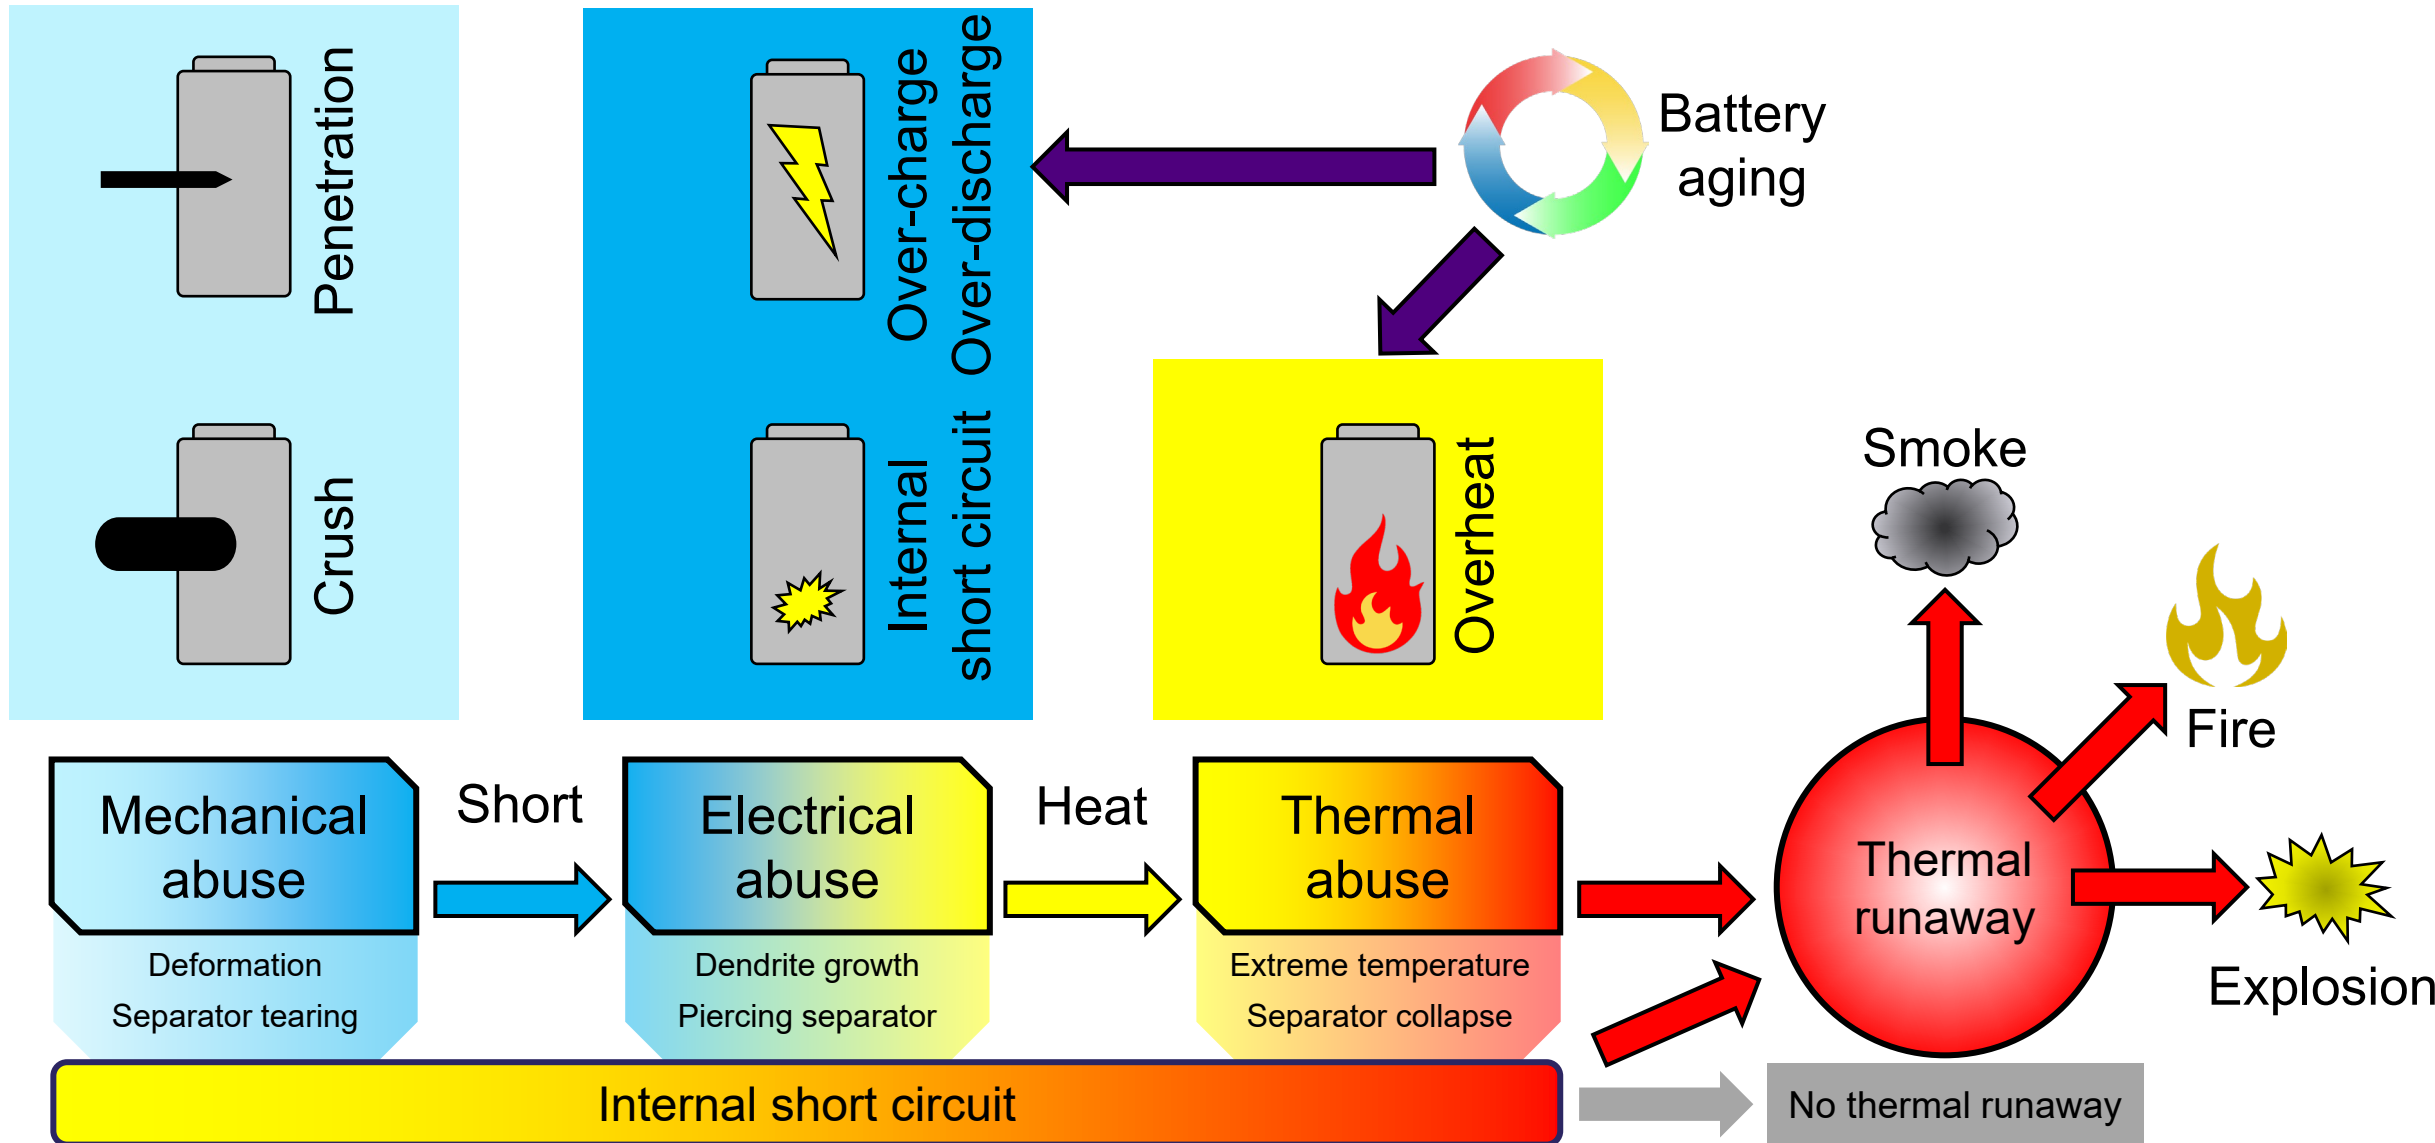 Penetration
Crush
Over-charge
Over-discharge
Internal
short circuit
Battery
aging
Overheat
Smoke
Fire
Explosion
Mechanical
abuse
Short
Electrical
abuse
Heat
Thermal
abuse
Thermal
runaway
Deformation
Separator tearing
Dendrite growth
Piercing separator
Extreme temperature
Separator collapse
Internal short circuit
No thermal runaway